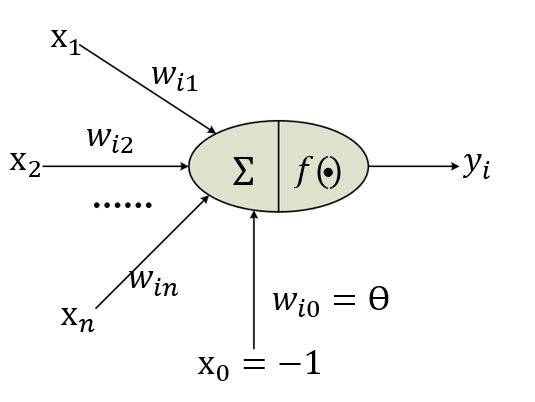 x₁
wᵢ₁
wᵢ₂
x₂
Σ f(•) yᵢ
......
wᵢₙ
xₙ
wᵢ₀ = Θ
x₀ = −1